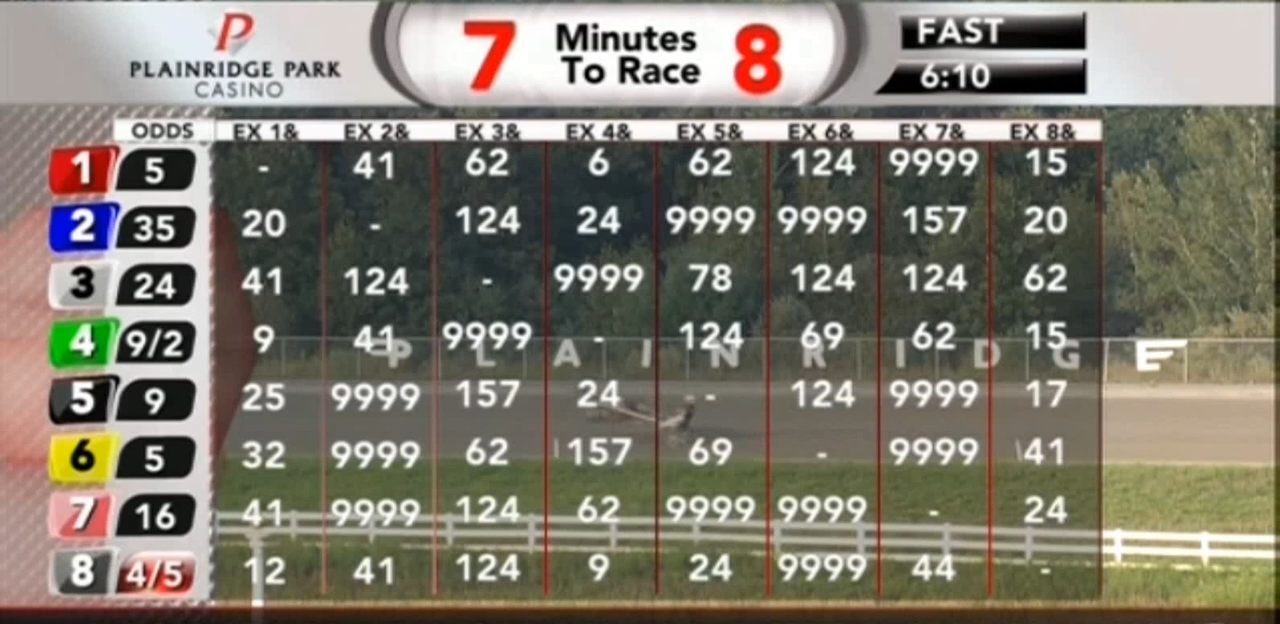 P
PLAINRIDGE PARK
CASINO
7 Minutes To Race 8
FAST
6:10
ODDS EX 1& EX 2& EX 3& EX 4& EX 5& EX 6& EX 7& EX 8&
1 5 - 41 62 6 62 124 9999 15
2 35 20 - 124 24 9999 9999 157 20
3 24 41 124 - 9999 78 124 124 62
4 9/2 9 41 9999 - 124 69 62 15
PLAINRIDGE
5 9 25 9999 157 24 - 124 9999 17
6 5 32 9999 62 157 69 - 9999 41
7 16 41 9999 124 62 9999 9999 - 24
8 4/5 12 41 124 9 24 9999 44 -